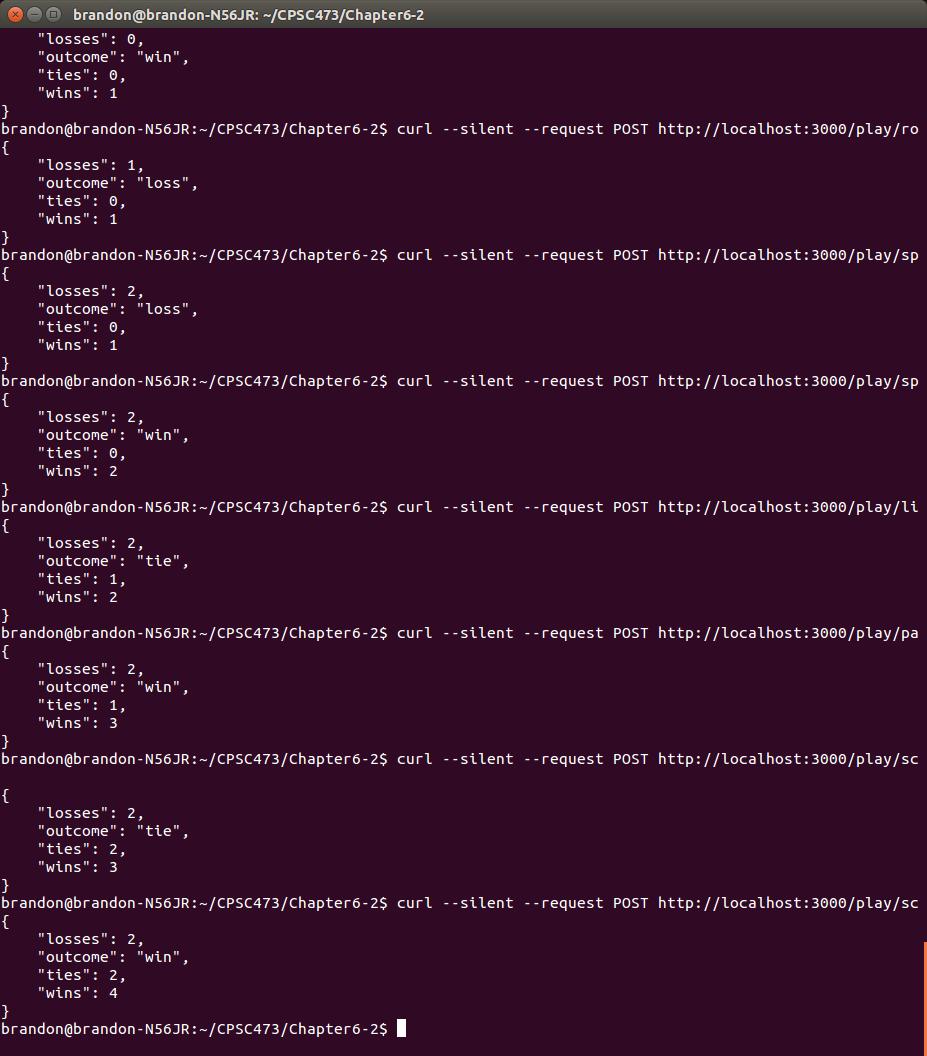 brandon@brandon-N56JR: ~/CPSC473/Chapter6-2
    "losses": 0,
    "outcome": "win",
    "ties": 0,
    "wins": 1
}
brandon@brandon-N56JR:~/CPSC473/Chapter6-2$ curl --silent --request POST http://localhost:3000/play/ro
{
    "losses": 1,
    "outcome": "loss",
    "ties": 0,
    "wins": 1
}
brandon@brandon-N56JR:~/CPSC473/Chapter6-2$ curl --silent --request POST http://localhost:3000/play/sp
{
    "losses": 2,
    "outcome": "loss",
    "ties": 0,
    "wins": 1
}
brandon@brandon-N56JR:~/CPSC473/Chapter6-2$ curl --silent --request POST http://localhost:3000/play/sp
{
    "losses": 2,
    "outcome": "win",
    "ties": 0,
    "wins": 2
}
brandon@brandon-N56JR:~/CPSC473/Chapter6-2$ curl --silent --request POST http://localhost:3000/play/li
{
    "losses": 2,
    "outcome": "tie",
    "ties": 1,
    "wins": 2
}
brandon@brandon-N56JR:~/CPSC473/Chapter6-2$ curl --silent --request POST http://localhost:3000/play/pa
{
    "losses": 2,
    "outcome": "win",
    "ties": 1,
    "wins": 3
}
brandon@brandon-N56JR:~/CPSC473/Chapter6-2$ curl --silent --request POST http://localhost:3000/play/sc

{
    "losses": 2,
    "outcome": "tie",
    "ties": 2,
    "wins": 3
}
brandon@brandon-N56JR:~/CPSC473/Chapter6-2$ curl --silent --request POST http://localhost:3000/play/sc
{
    "losses": 2,
    "outcome": "win",
    "ties": 2,
    "wins": 4
}
brandon@brandon-N56JR:~/CPSC473/Chapter6-2$